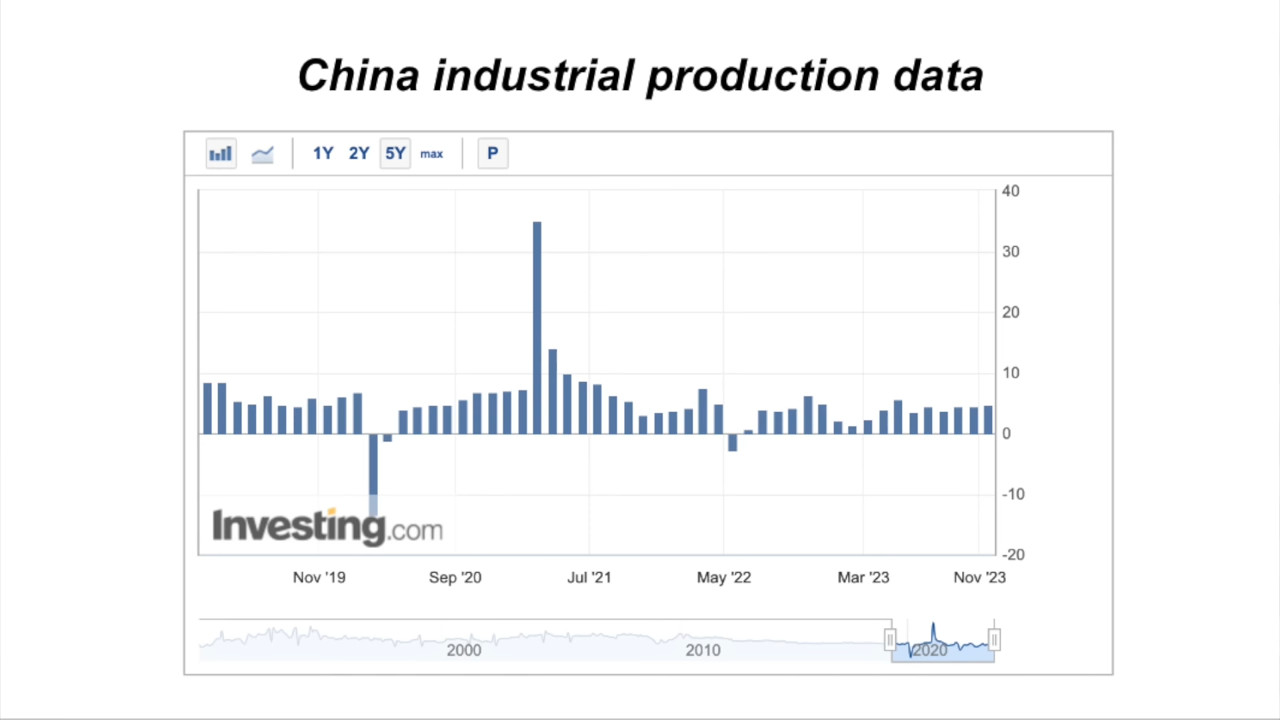 China industrial production data
1Y 2Y 5Y max P
40
30
20
10
0
-10
-20
Investing.com
Nov '19 Sep '20 Jul '21 May '22 Mar '23 Nov '23
2000 2010 2020